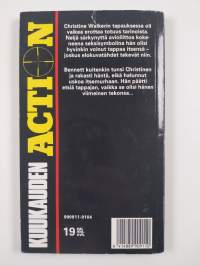 Christine Walkerin tapauksessa oli
vaikea erottaa totuus tarinoista.
Neljä särkynyttä avioliittoa koke-
neena seksisymbolina hän olisi
hyvinkin voinut tappaa itsensä –
joskus elokuvatähdet tekevät niin.
Bennett kuitenkin tunsi Christinen
ja rakasti häntä, eikä halunnut
uskoa itsemurhaan. Hän päätti
etsiä tappajan, vaikka se olisi hänen
viimeinen tekonsa...
KUUKAUDEN
ACTION
990911-9104
19